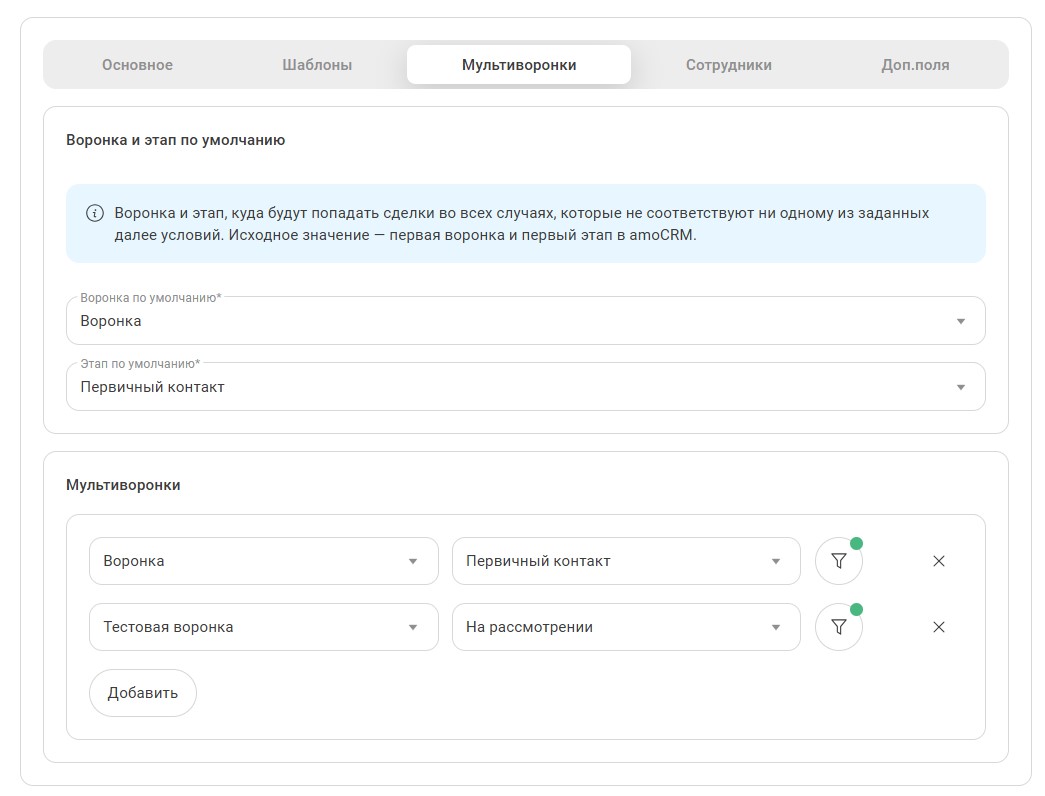 Основное
Шаблоны
Мультиворонки
Сотрудники
Доп.поля
Воронка и этап по умолчанию
Воронка и этап, куда будут попадать сделки во всех случаях, которые не соответствуют ни одному из заданных
далее условий. Исходное значение — первая воронка и первый этап в amoCRM.
Воронка по умолчанию*
Воронка
Этап по умолчанию*
Первичный контакт
Мультиворонки
Воронка
Первичный контакт
Тестовая воронка
На рассмотрении
Добавить